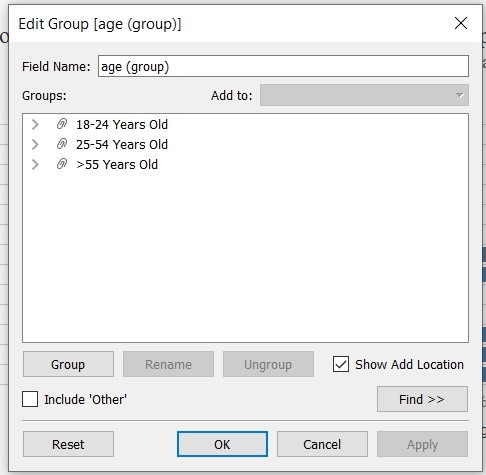 Edit Group [age (group)]
Field Name: age (group)
Groups: Add to:
18-24 Years Old
25-54 Years Old
>55 Years Old
Group Rename Ungroup Show Add Location
Include 'Other' Find >>
Reset OK Cancel Apply